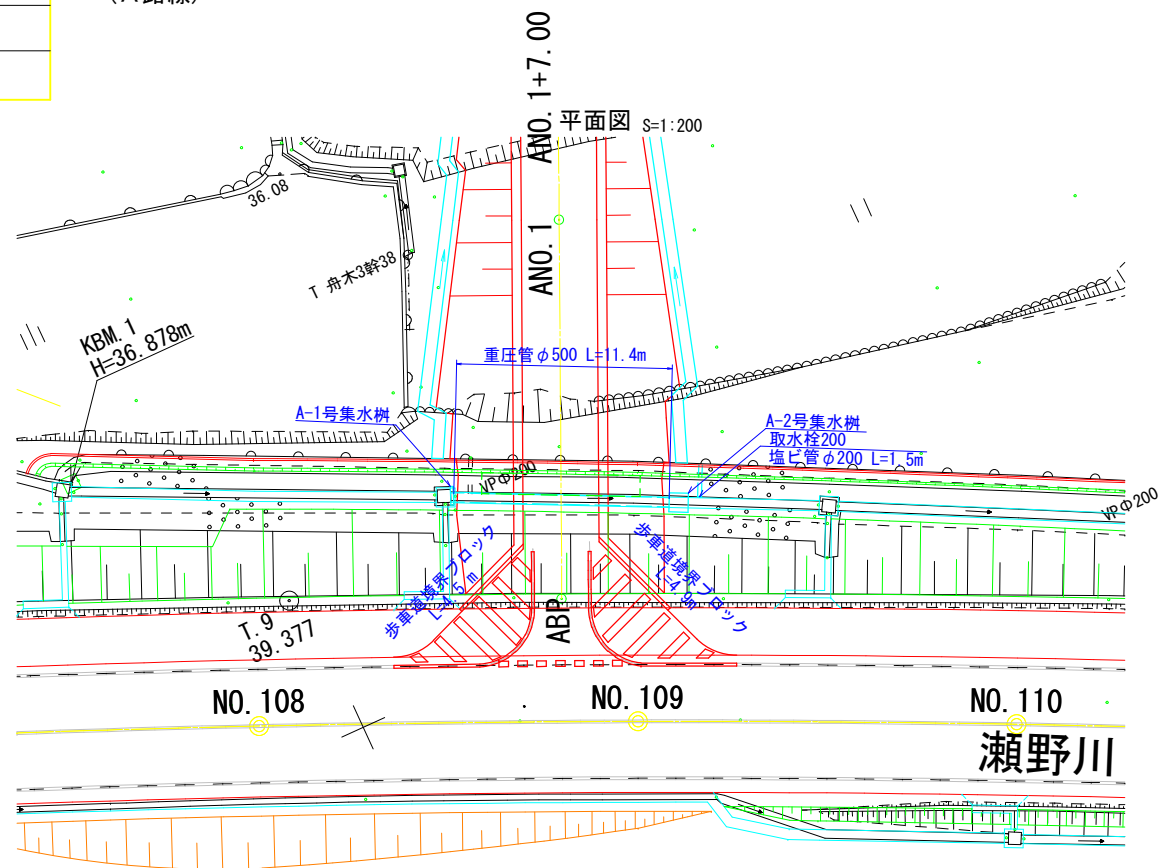 平面図 S=1:200
ANO.1+7.00
ANO.1
36.08
T 舟木3幹38
KBM.1
H=36.878m
重圧管φ500 L=11.4m
A-1号集水桝
A-2号集水桝
取水栓200
塩ビ管φ200 L=1.5m
VPΦ200
VPΦ200
歩車道境界ブロック
L=4.5m
歩車道境界ブロック
L=4.9m
ABP
T.9
39.377
NO.108
NO.109
NO.110
瀬野川